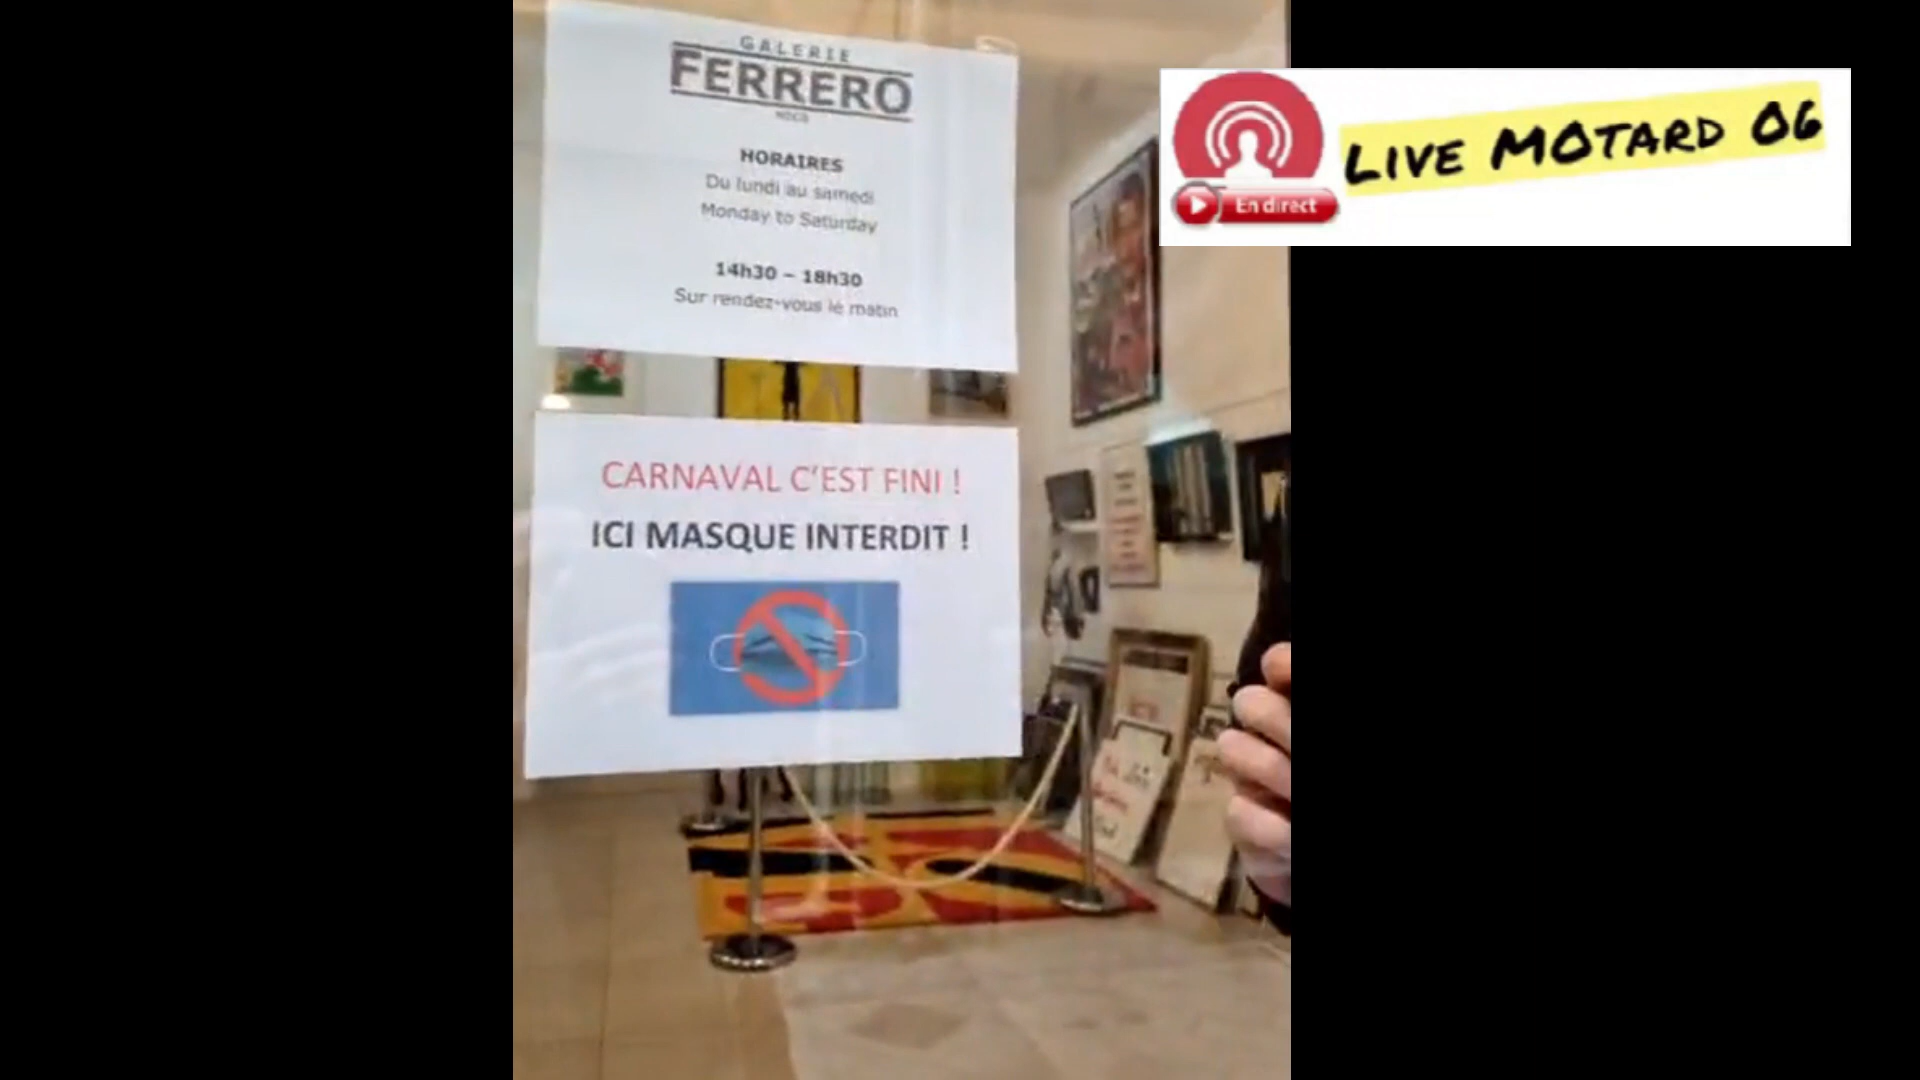 GALERIE
FERRERO
NICE
HORAIRES
Du lundi au samedi
Monday to Saturday
14h30 – 18h30
Sur rendez-vous le matin
CARNAVAL C'EST FINI !
ICI MASQUE INTERDIT !
En direct
LIVE MOTARD 06